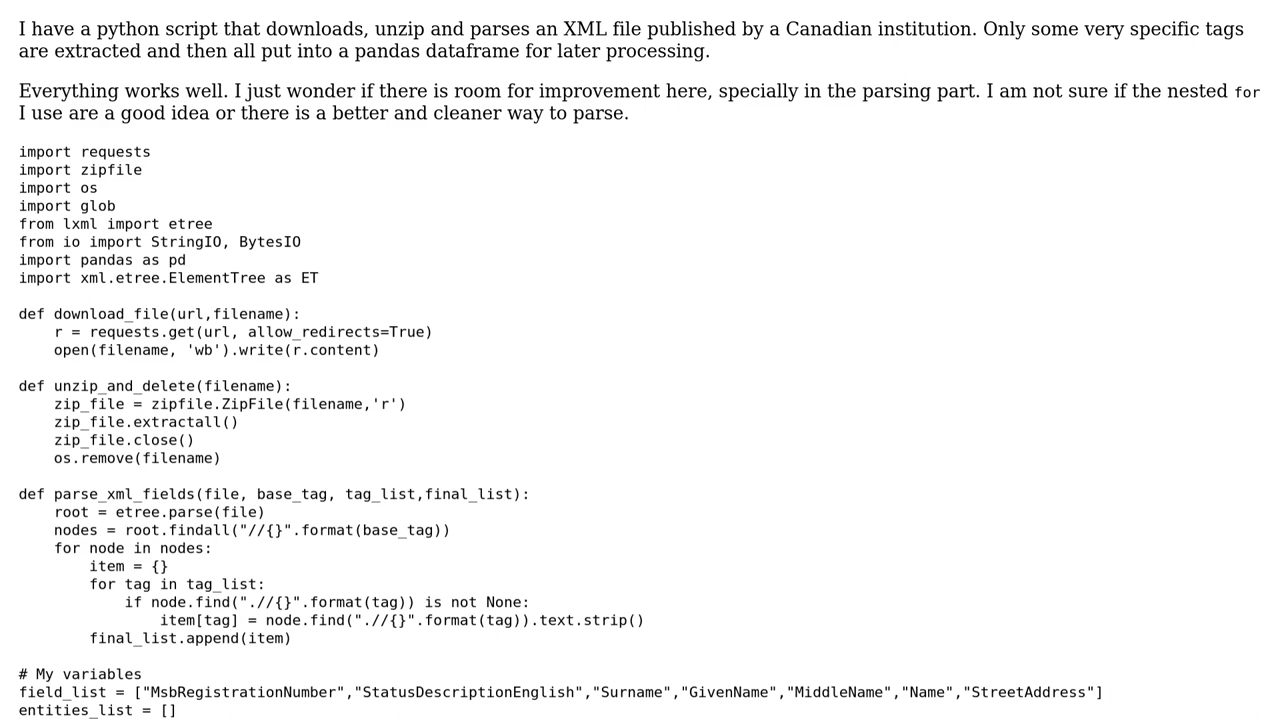 I have a python script that downloads, unzip and parses an XML file published by a Canadian institution. Only some very specific tags
are extracted and then all put into a pandas dataframe for later processing.
Everything works well. I just wonder if there is room for improvement here, specially in the parsing part. I am not sure if the nested for
I use are a good idea or there is a better and cleaner way to parse.
import requests
import zipfile
import os
import glob
from lxml import etree
from io import StringIO, BytesIO
import pandas as pd
import xml.etree.ElementTree as ET
def download_file(url,filename):
    r = requests.get(url, allow_redirects=True)
    open(filename, 'wb').write(r.content)
def unzip_and_delete(filename):
    zip_file = zipfile.ZipFile(filename,'r')
    zip_file.extractall()
    zip_file.close()
    os.remove(filename)
def parse_xml_fields(file, base_tag, tag_list,final_list):
    root = etree.parse(file)
    nodes = root.findall("//{}".format(base_tag))
    for node in nodes:
        item = {}
        for tag in tag_list:
            if node.find(".//{}".format(tag)) is not None:
                item[tag] = node.find(".//{}".format(tag)).text.strip()
        final_list.append(item)
# My variables
field_list = ["MsbRegistrationNumber","StatusDescriptionEnglish","Surname","GivenName","MiddleName","Name","StreetAddress"]
entities_list = []